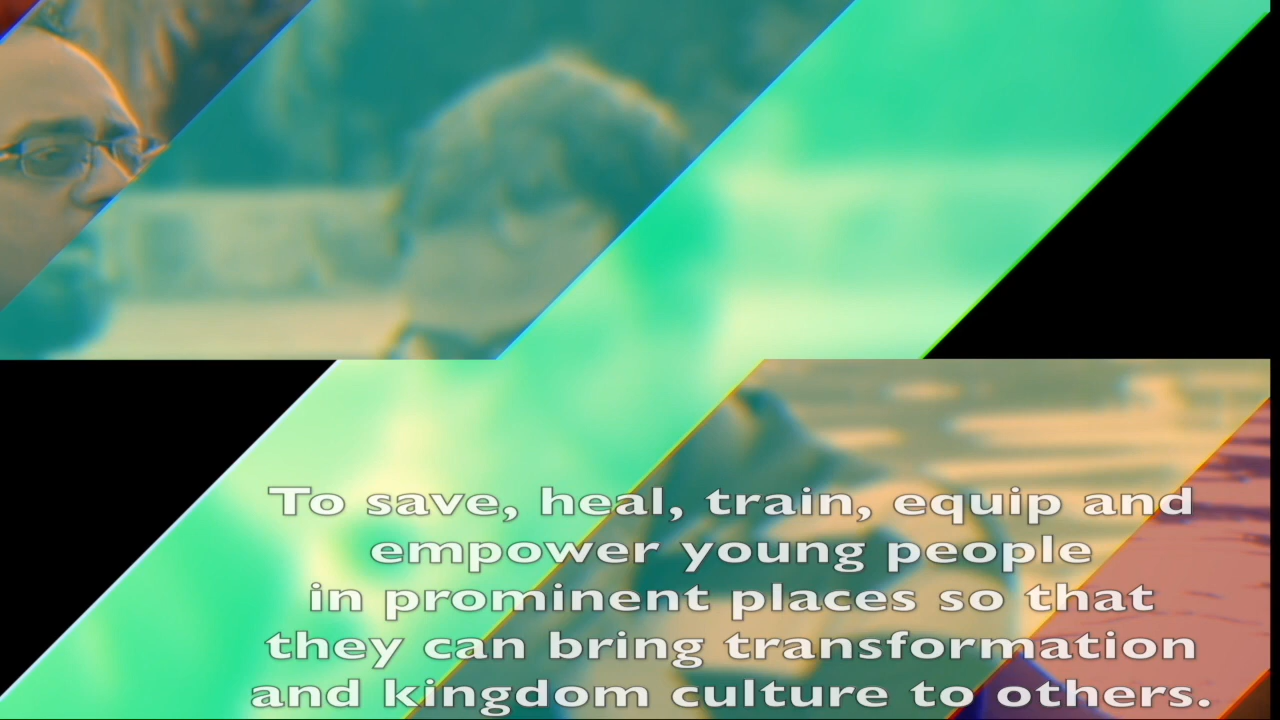 To save, heal, train, equip and
empower young people
in prominent places so that
they can bring transformation
and kingdom culture to others.